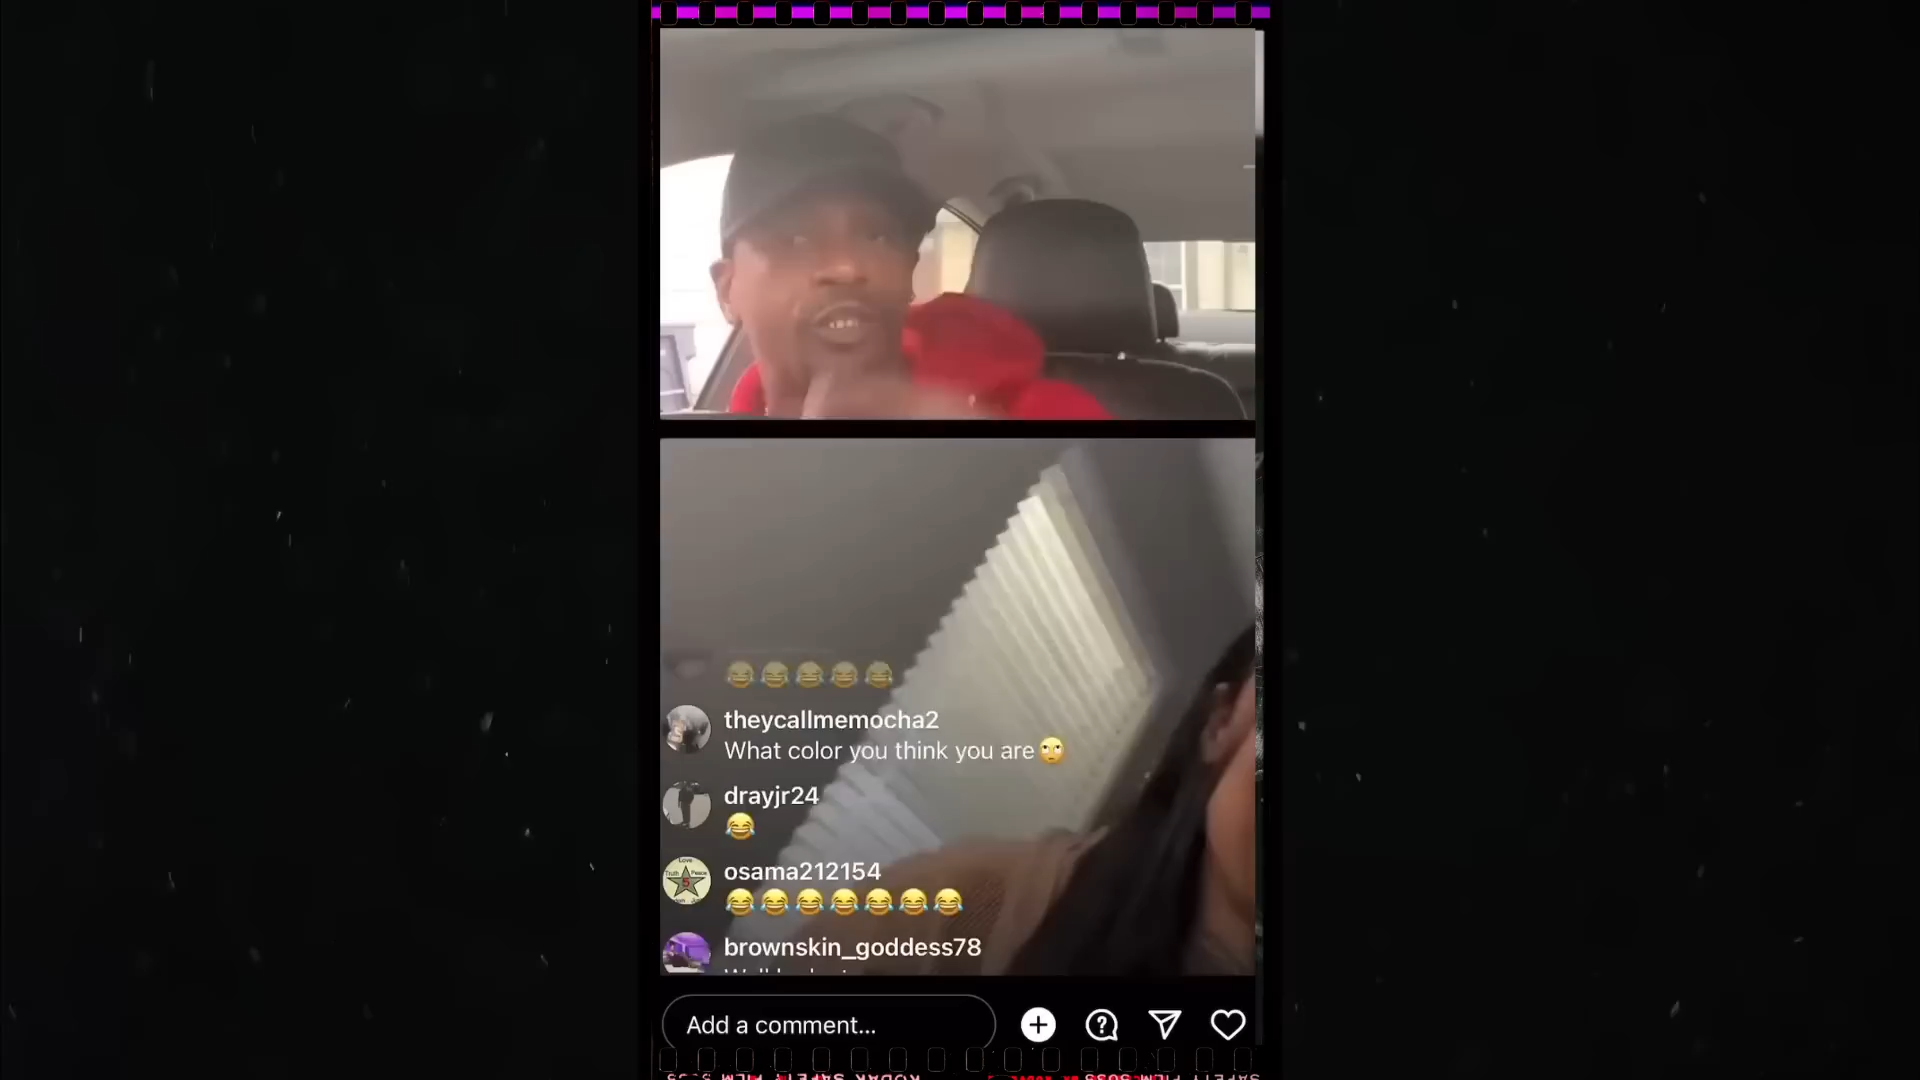 😂😂😂😂😂
theycallmemocha2
What color you think you are🙄
drayjr24
😂
osama212154
😂😂😂😂😂😂😂
brownskin_goddess78
Add a comment...